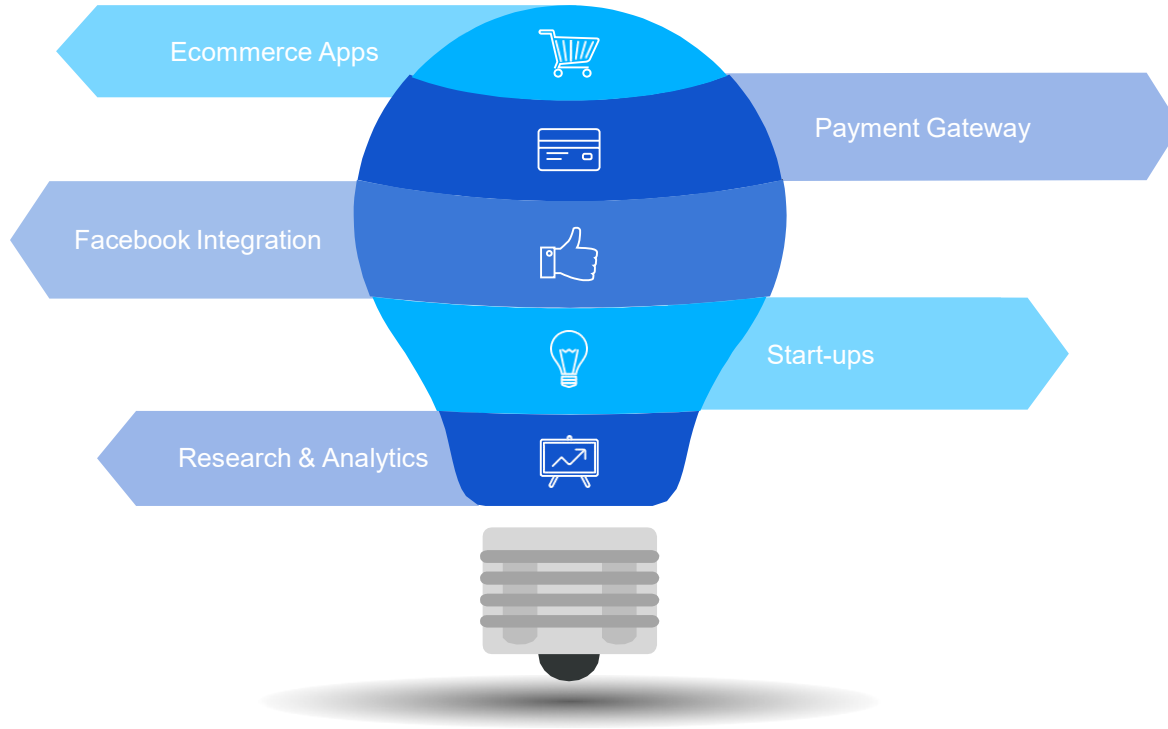 Ecommerce Apps
Payment Gateway
Facebook Integration
Start-ups
Research & Analytics